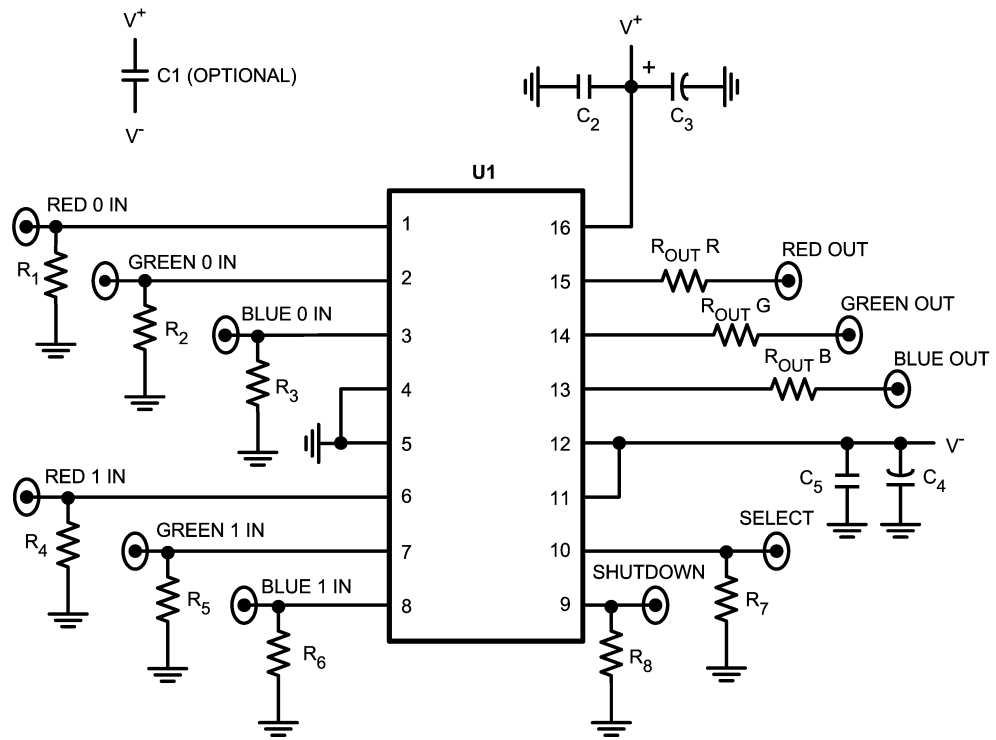 V+
C1 (OPTIONAL)
V-
V+
+
C2
C3
U1
RED 0 IN
R1
GREEN 0 IN
R2
BLUE 0 IN
R3
RED 1 IN
R4
GREEN 1 IN
R5
BLUE 1 IN
R6
1
2
3
4
5
6
7
8
16
15
14
13
12
11
10
9
ROUT R
RED OUT
ROUT G
GREEN OUT
ROUT B
BLUE OUT
V-
C5
C4
SELECT
R7
SHUTDOWN
R8